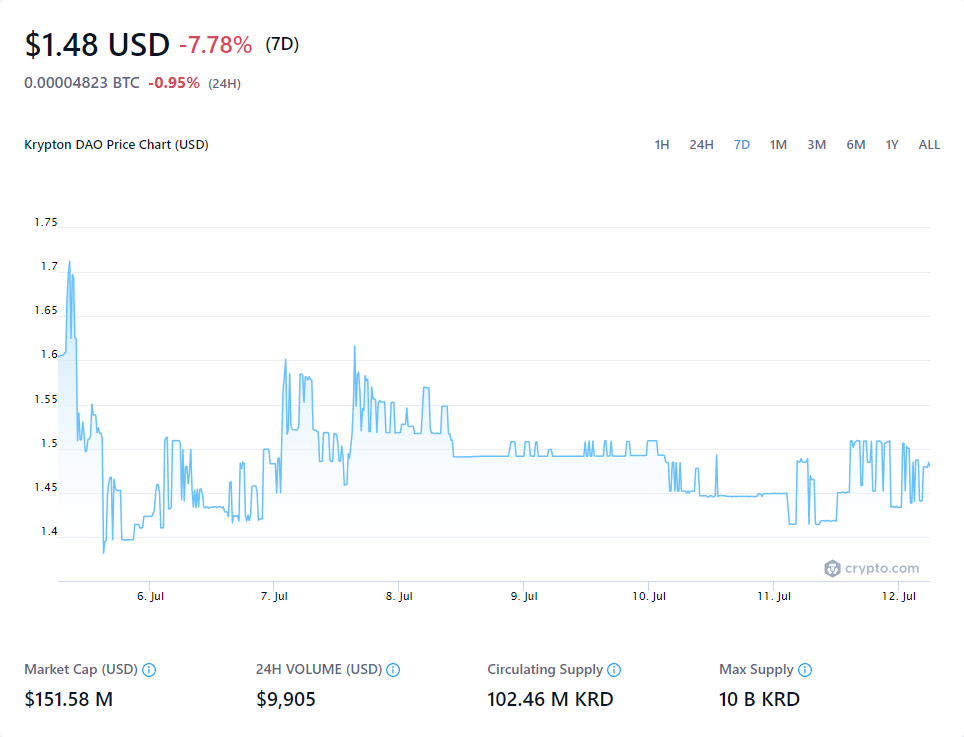 $1.48 USD -7.78% (7D)
0.00004823 BTC -0.95% (24H)
Krypton DAO Price Chart (USD) 1H 24H 7D 1M 3M 6M 1Y ALL
1.75
1.7
1.65
1.6
1.55
1.5
1.45
1.4
crypto.com
6. Jul 7. Jul 8. Jul 9. Jul 10. Jul 11. Jul 12. Jul
Market Cap (USD) 24H VOLUME (USD) Circulating Supply Max Supply
$151.58 M $9,905 102.46 M KRD 10 B KRD